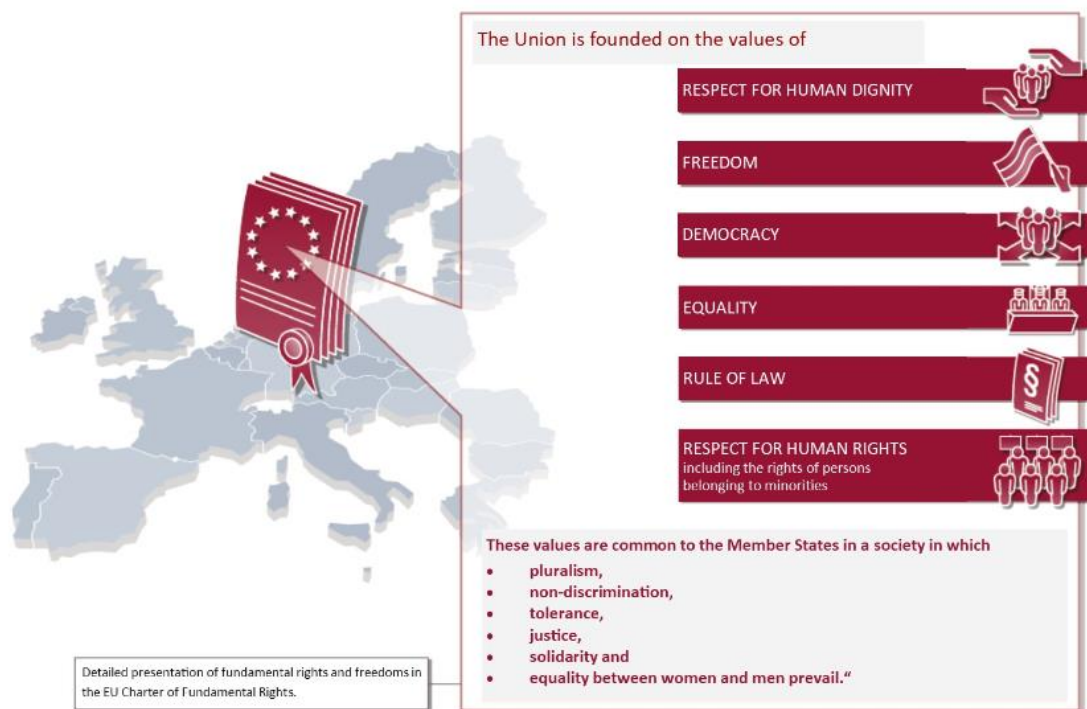 The Union is founded on the values of
RESPECT FOR HUMAN DIGNITY
FREEDOM
DEMOCRACY
EQUALITY
RULE OF LAW
§
RESPECT FOR HUMAN RIGHTS
including the rights of persons
belonging to minorities
These values are common to the Member States in a society in which
• pluralism,
• non-discrimination,
• tolerance,
• justice,
• solidarity and
• equality between women and men prevail.“
Detailed presentation of fundamental rights and freedoms in
the EU Charter of Fundamental Rights.